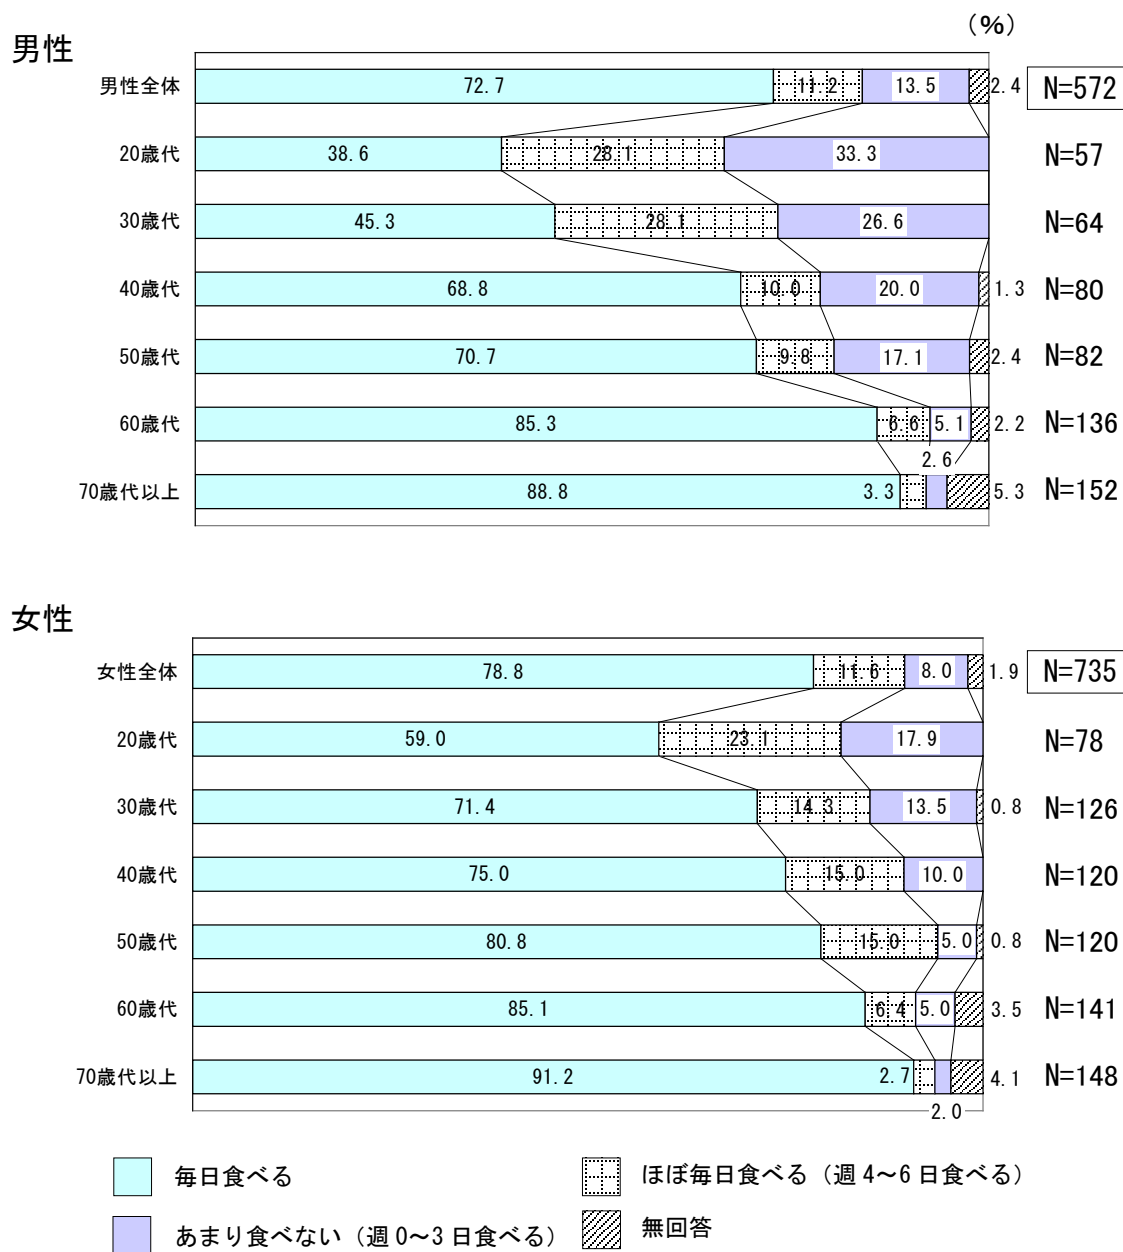 (%)
男性
男性全体 72.7 11.2 13.5 2.4 N=572
20歳代 38.6 28.1 33.3 N=57
30歳代 45.3 28.1 26.6 N=64
40歳代 68.8 10.0 20.0 1.3 N=80
50歳代 70.7 9.8 17.1 2.4 N=82
60歳代 85.3 6.6 5.1 2.2 N=136
2.6
70歳代以上 88.8 3.3 5.3 N=152
女性
女性全体 78.8 11.6 8.0 1.9 N=735
20歳代 59.0 23.1 17.9 N=78
30歳代 71.4 14.3 13.5 0.8 N=126
40歳代 75.0 15.0 10.0 N=120
50歳代 80.8 15.0 5.0 0.8 N=120
60歳代 85.1 6.4 5.0 3.5 N=141
70歳代以上 91.2 2.7 4.1 N=148
2.0
毎日食べる ほぼ毎日食べる（週4～6日食べる）
あまり食べない（週0～3日食べる） 無回答